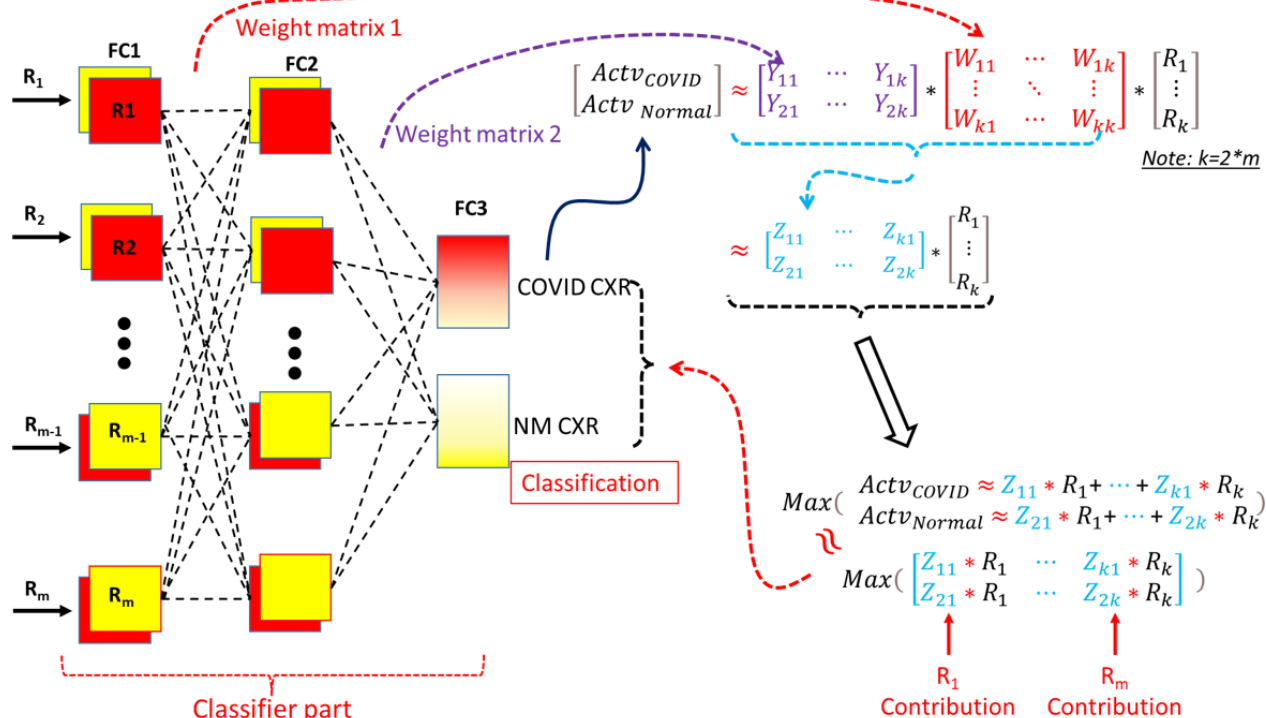 Weight matrix 1
FC1
FC2
R1
R1
Weight matrix 2
[Actv_COVID
Actv_Normal] ≈ [Y11 ⋯ Y1k
Y21 ⋯ Y2k] * [W11 ⋯ W1k
⋮ ⋱ ⋮
Wk1 ⋯ Wkk] * [R1
⋮
Rk]
Note: k=2*m
R2
R2
FC3
≈ [Z11 ⋯ Zk1
Z21 ⋯ Z2k] * [R1
⋮
Rk]
COVID CXR
Rm-1
Rm-1
NM CXR
Classification
Max( Actv_COVID ≈ Z11 * R1+ ⋯ + Zk1 * Rk
Actv_Normal ≈ Z21 * R1+ ⋯ + Z2k * Rk )
≈
Max( [Z11 * R1 ⋯ Zk1 * Rk
Z21 * R1 ⋯ Z2k * Rk] )
Rm
Rm
R1
Contribution
Rm
Contribution
Classifier part